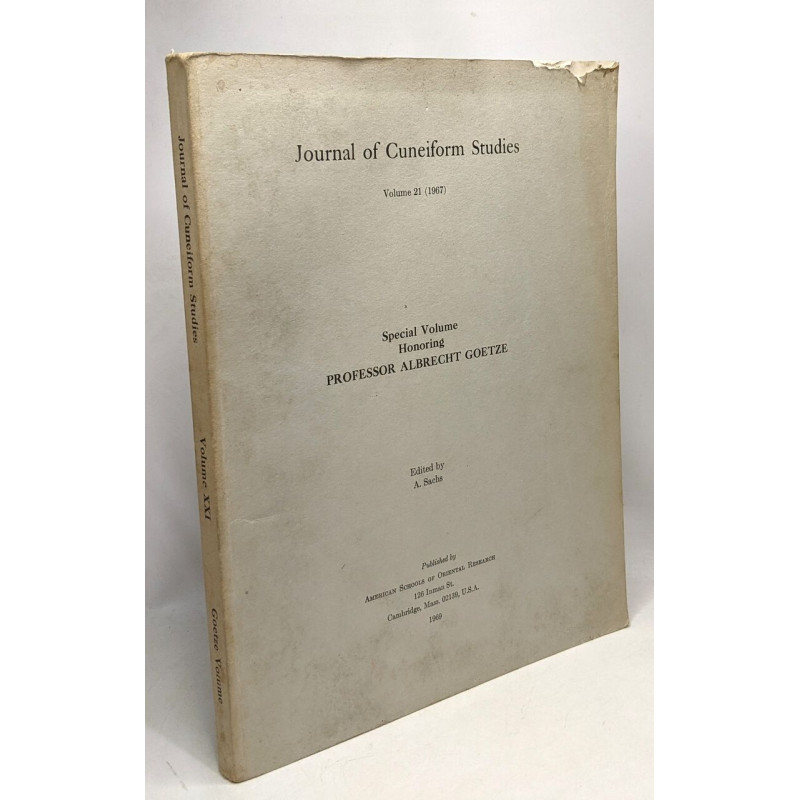 Journal of Cuneiform Studies
Volume 21 (1967)
Special Volume
Honoring
PROFESSOR ALBRECHT GOETZE
Edited by
A. Sachs
Published by
AMERICAN SCHOOLS OF ORIENTAL RESEARCH
126 Inman St.
Cambridge, Mass. 02139, U.S.A.
1969
Journal of Cuneiform Studies
Volume XXI
Goetze Volume